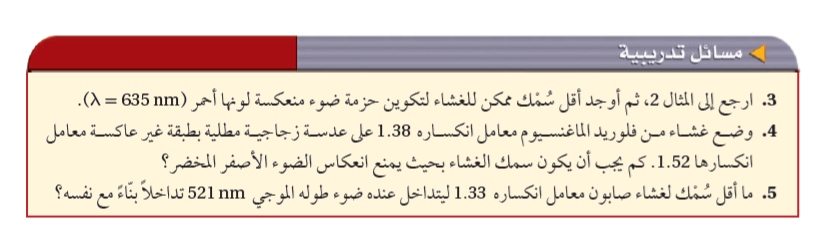 مسائل تدريبية
3. ارجع إلى المثال 2، ثم أوجد أقل سُمْك ممكن للغشاء لتكوين حزمة ضوء منعكسة لونها أحمر (λ = 635 nm).
4. وضع غشاء من فلوريد الماغنسيوم معامل انكساره 1.38 على عدسة زجاجية مطلية بطبقة غير عاكسة معامل
انكسارها 1.52. كم يجب أن يكون سمك الغشاء بحيث يمنع انعكاس الضوء الأصفر المخضر؟
5. ما أقل سُمْك لغشاء صابون معامل انكساره 1.33 ليتداخل عنده ضوء طوله الموجي 521 nm تداخلاً بنّاءً مع نفسه؟